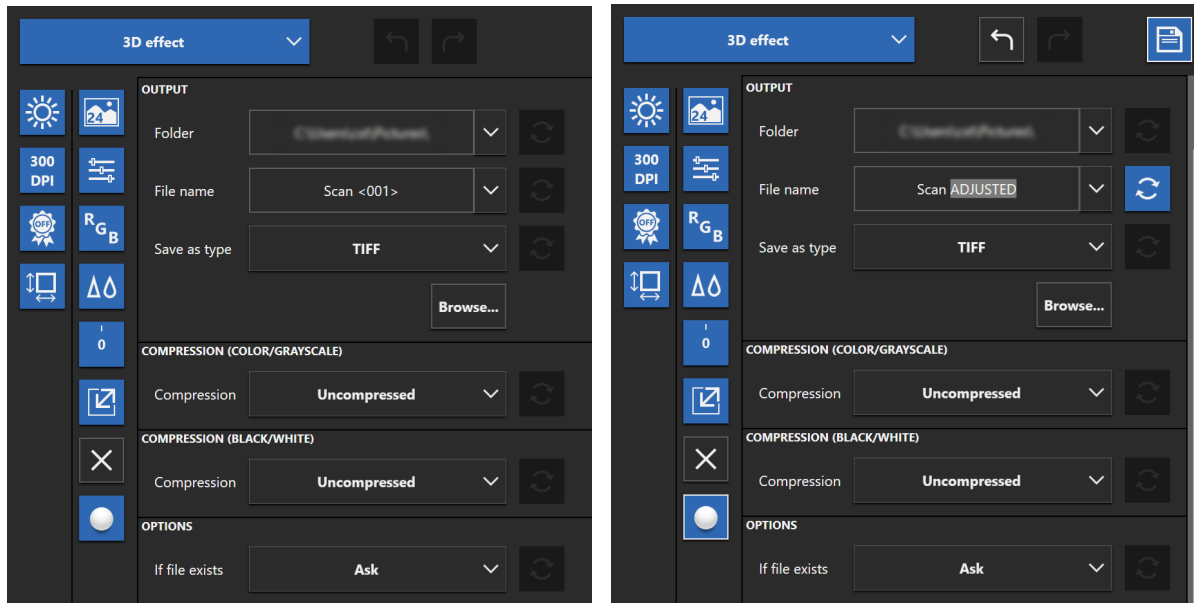 3D effect
300
DPI
OFF
24
R
G
B
0
OUTPUT
Folder
File name
Scan <001>
Save as type
TIFF
Browse...
COMPRESSION (COLOR/GRAYSCALE)
Compression
Uncompressed
COMPRESSION (BLACK/WHITE)
Compression
Uncompressed
OPTIONS
If file exists
Ask
3D effect
300
DPI
OFF
24
R
G
B
0
OUTPUT
Folder
File name
Scan ADJUSTED
Save as type
TIFF
Browse...
COMPRESSION (COLOR/GRAYSCALE)
Compression
Uncompressed
COMPRESSION (BLACK/WHITE)
Compression
Uncompressed
OPTIONS
If file exists
Ask